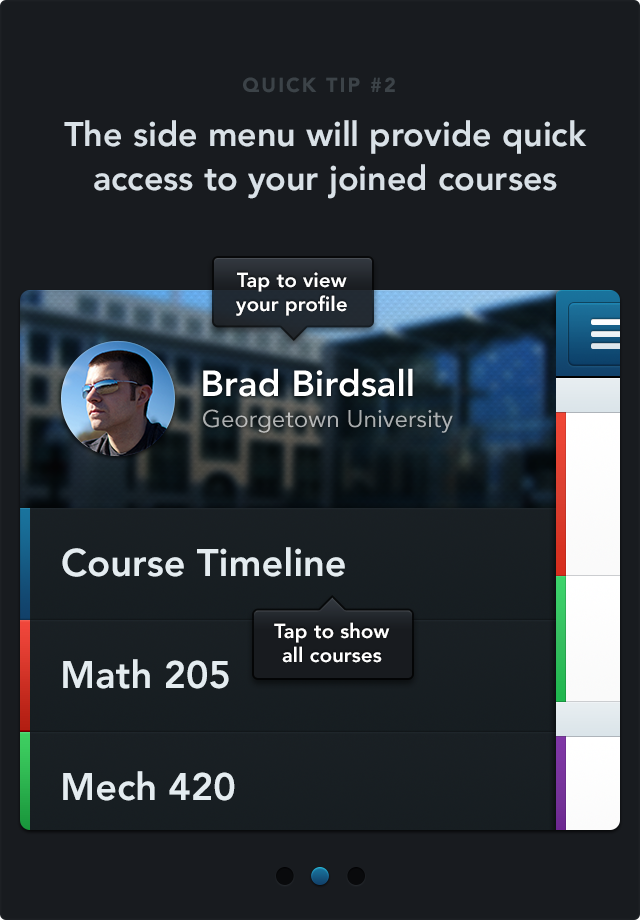 QUICK TIP #2
The side menu will provide quick
access to your joined courses
Tap to view
your profile
Brad Birdsall
Georgetown University
Course Timeline
Tap to show
all courses
Math 205
Mech 420